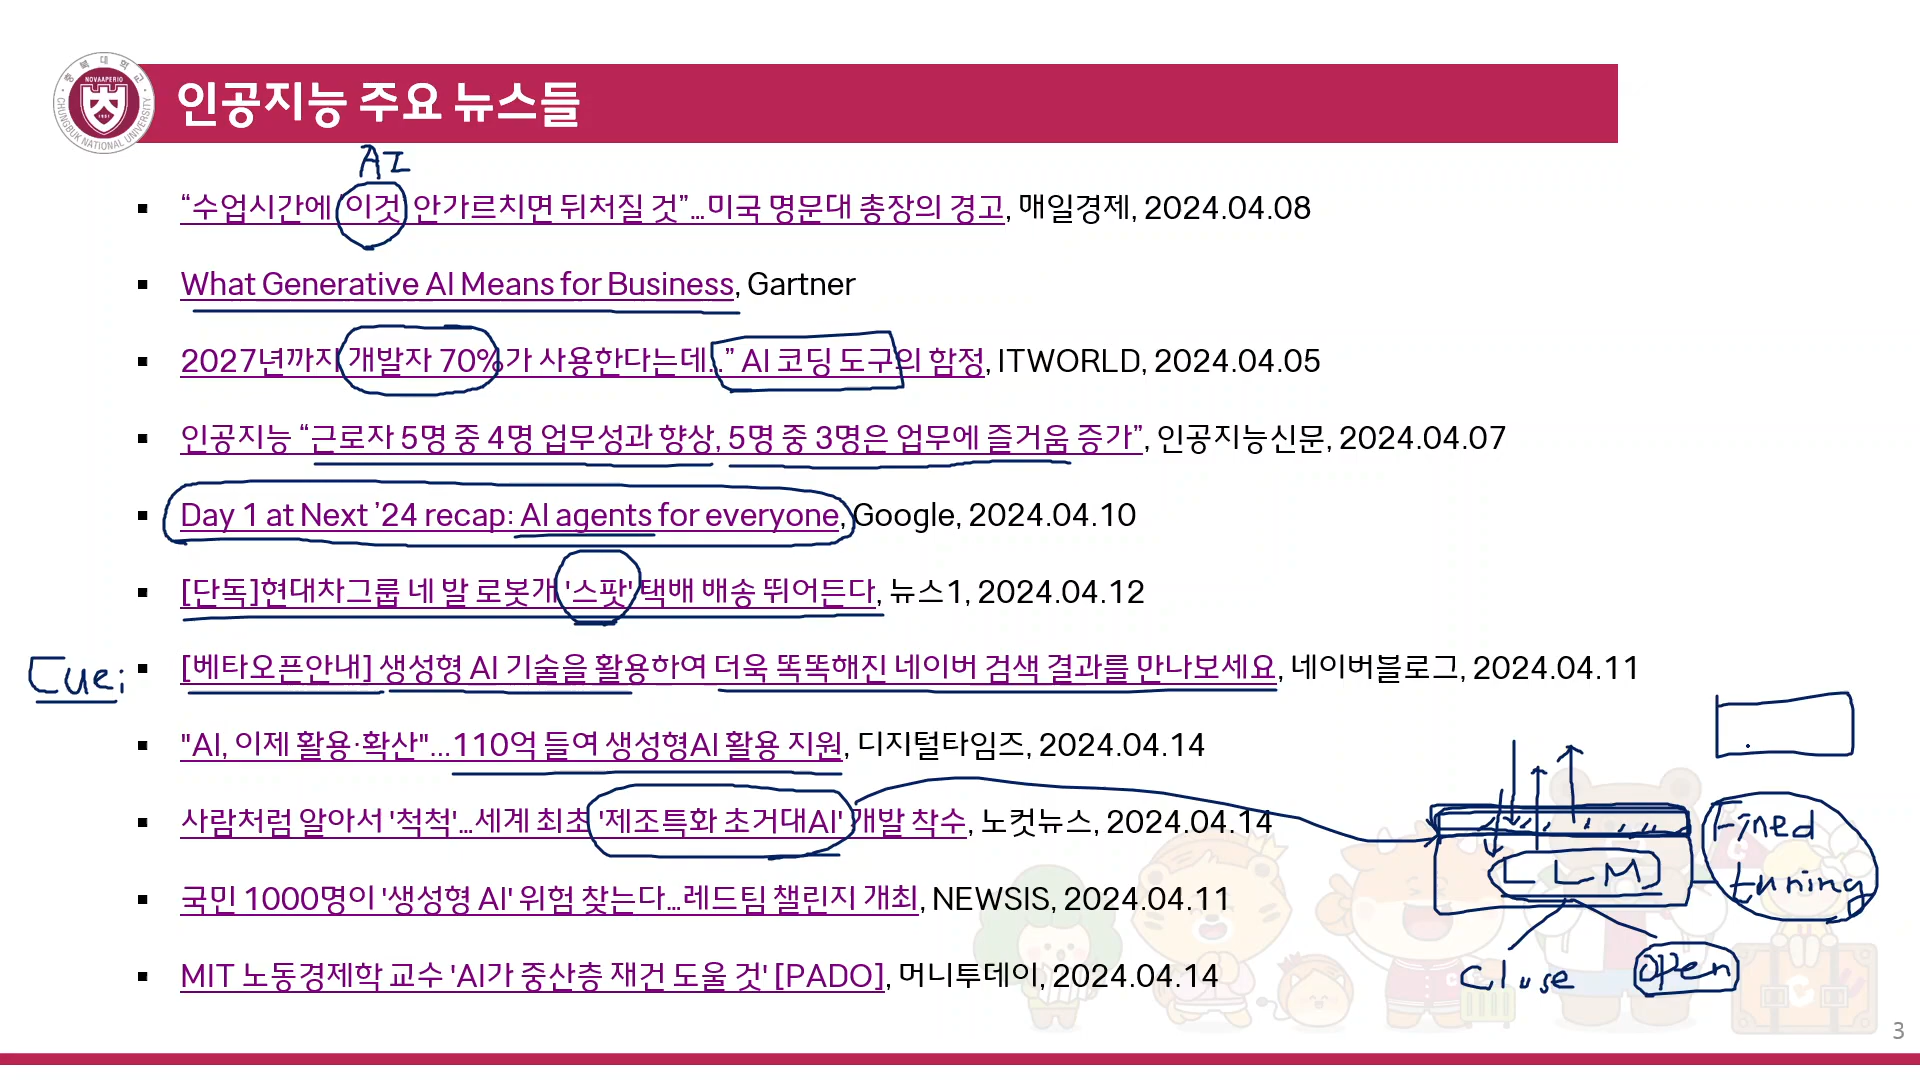 충북대학교
NOVA APERIO
1951
CHUNGBUK NATIONAL UNIVERSITY
인공지능 주요 뉴스들
AI
▪ “수업시간에 '이것' 안가르치면 뒤처질 것”…미국 명문대 총장의 경고, 매일경제, 2024.04.08
▪ What Generative AI Means for Business, Gartner
▪ 2027년까지 개발자 70%가 사용한다는데…” AI 코딩 도구의 함정, ITWORLD, 2024.04.05
▪ 인공지능 “근로자 5명 중 4명 업무성과 향상, 5명 중 3명은 업무에 즐거움 증가”, 인공지능신문, 2024.04.07
▪ Day 1 at Next ’24 recap: AI agents for everyone, Google, 2024.04.10
▪ [단독]현대차그룹 네 발 로봇개 '스팟' 택배 배송 뛰어든다, 뉴스1, 2024.04.12
Cue:
▪ [베타오픈안내] 생성형 AI 기술을 활용하여 더욱 똑똑해진 네이버 검색 결과를 만나보세요, 네이버블로그, 2024.04.11
▪ "AI, 이제 활용·확산"…110억 들여 생성형AI 활용 지원, 디지털타임즈, 2024.04.14
▪ 사람처럼 알아서 '척척'…세계 최초 '제조특화 초거대AI' 개발 착수, 노컷뉴스, 2024.04.14
Fined
tuning
LLM
▪ 국민 1000명이 '생성형 AI' 위험 찾는다…레드팀 챌린지 개최, NEWSIS, 2024.04.11
▪ MIT 노동경제학 교수 'AI가 중산층 재건 도울 것' [PADO], 머니투데이, 2024.04.14
Close
open
3